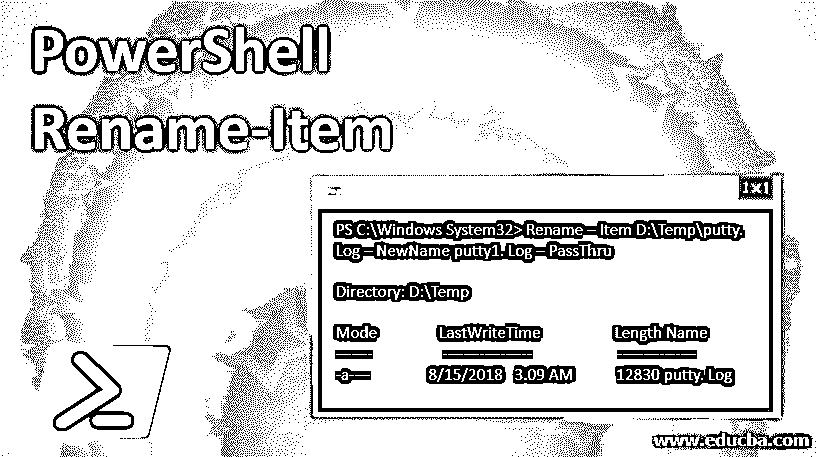 PowerShell
Rename-Item
PS C:\Windows System32> Rename – Item D:\Temp\putty.
Log – NewName putty1. Log – PassThru
Directory: D:\Temp
Mode LastWriteTime Length Name
-a---- 8/15/2018 3.09 AM 12830 putty. Log
www.educba.com